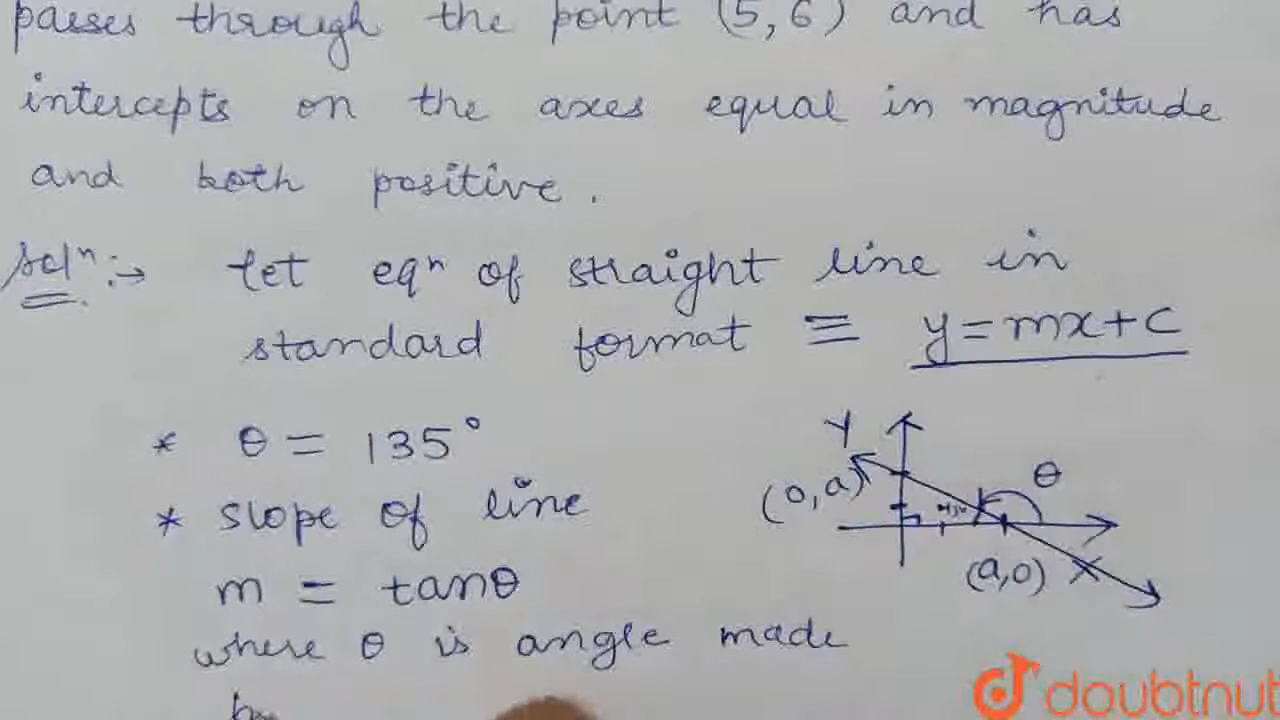 passes through the point (5,6) and has
intercepts on the axes equal in magnitude
and both positive.
Solⁿ:→ let eqⁿ of straight line in
standard format ≡ y=mx+c
* θ = 135°
* slope of line
m = tanθ
where θ is angle made
Y
(0,a)
θ
(a,0) X
doubtnut